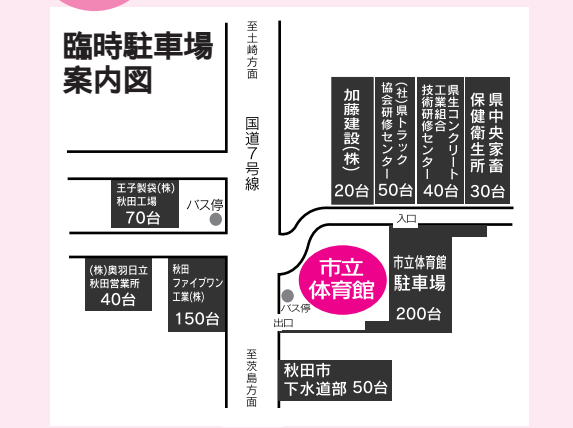 臨時駐車場
案内図
至土崎方面
国道7号線
加藤建設(株)
20台
(社)県トラック
協会研修センター
50台
県生コンクリート
工業組合
技術研修センター
40台
県中央家畜
保健衛生所
30台
王子製袋(株)
秋田工場
70台
バス停
入口
(株)奥羽日立
秋田営業所
40台
秋田
ファイブワン
工業(株)
150台
市立
体育館
市立体育館
駐車場
200台
バス停
出口
至茨島方面
秋田市
下水道部 50台